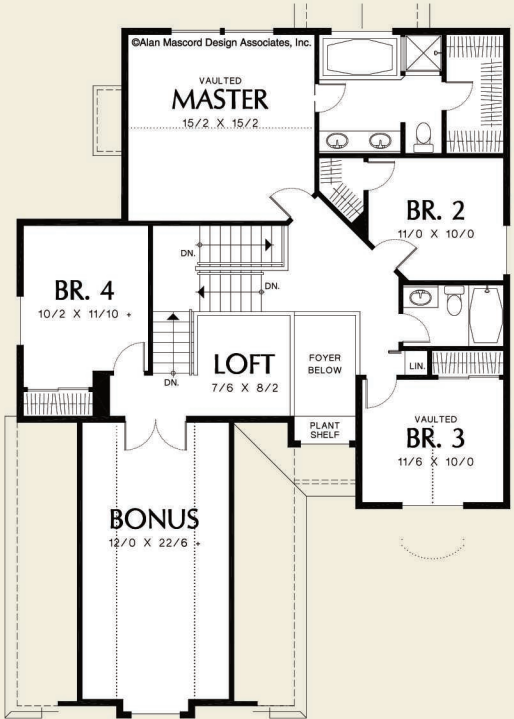 ©Alan Mascord Design Associates, Inc.
VAULTED
MASTER
15/2 X 15/2
BR. 2
11/0 X 10/0
DN.
DN.
BR. 4
10/2 X 11/10 +
DN.
LOFT
7/6 X 8/2
FOYER
BELOW
LIN.
PLANT
SHELF
VAULTED
BR. 3
11/6 X 10/0
BONUS
12/0 X 22/6 +